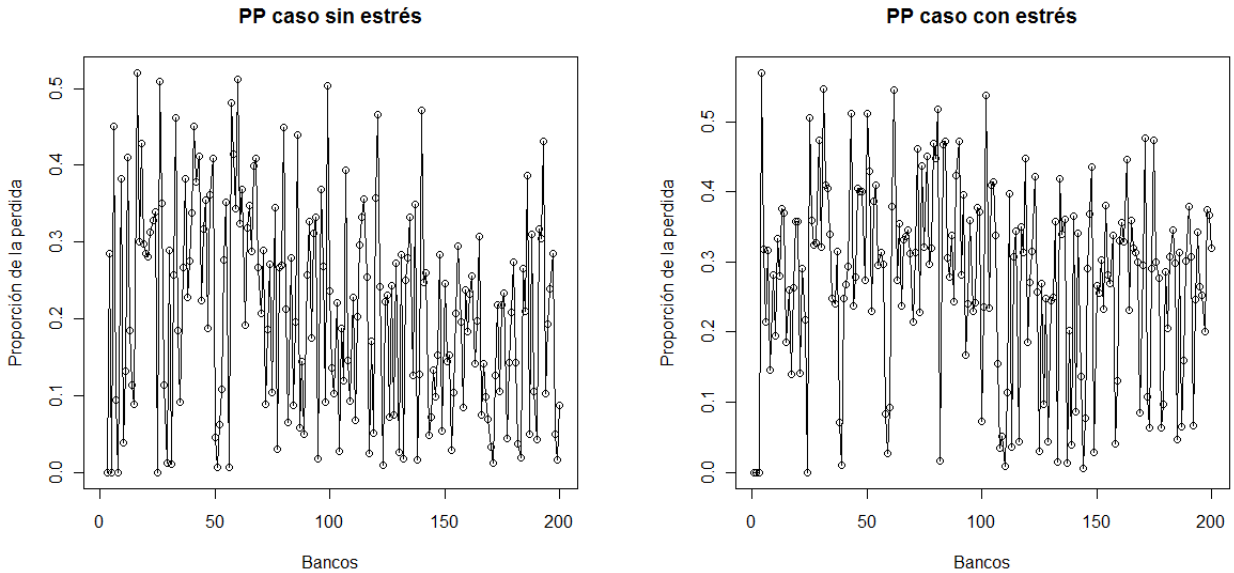 PP caso sin estrés
Proporción de la perdida
0.0 0.1 0.2 0.3 0.4 0.5
0 50 100 150 200
Bancos
PP caso con estrés
Proporción de la perdida
0.0 0.1 0.2 0.3 0.4 0.5
0 50 100 150 200
Bancos